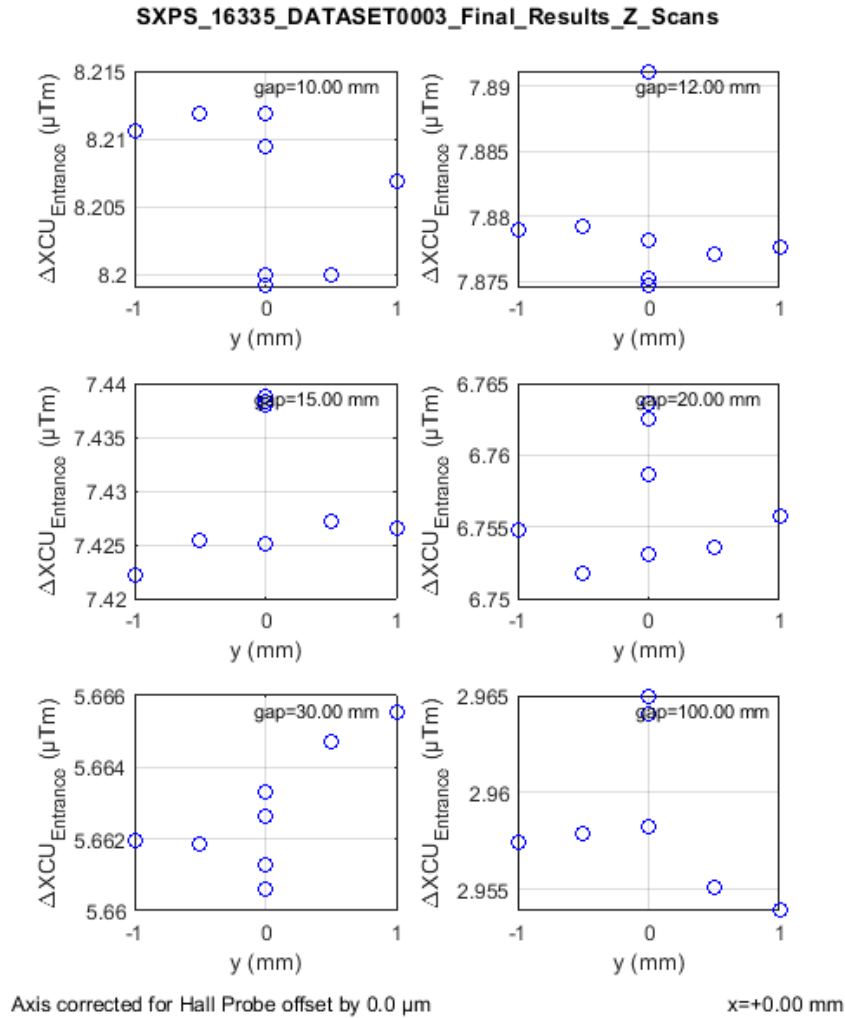 SXPS_16335_DATASET0003_Final_Results_Z_Scans
8.215
8.21
8.205
8.2
ΔXCU_Entrance (μTm)
gap=10.00 mm
-1 0 1
y (mm)
7.89
7.885
7.88
7.875
ΔXCU_Entrance (μTm)
gap=12.00 mm
-1 0 1
y (mm)
7.44
7.435
7.43
7.425
7.42
ΔXCU_Entrance (μTm)
gap=15.00 mm
-1 0 1
y (mm)
6.765
6.76
6.755
6.75
ΔXCU_Entrance (μTm)
gap=20.00 mm
-1 0 1
y (mm)
5.666
5.664
5.662
5.66
ΔXCU_Entrance (μTm)
gap=30.00 mm
-1 0 1
y (mm)
2.965
2.96
2.955
ΔXCU_Entrance (μTm)
gap=100.00 mm
-1 0 1
y (mm)
Axis corrected for Hall Probe offset by 0.0 μm
x=+0.00 mm